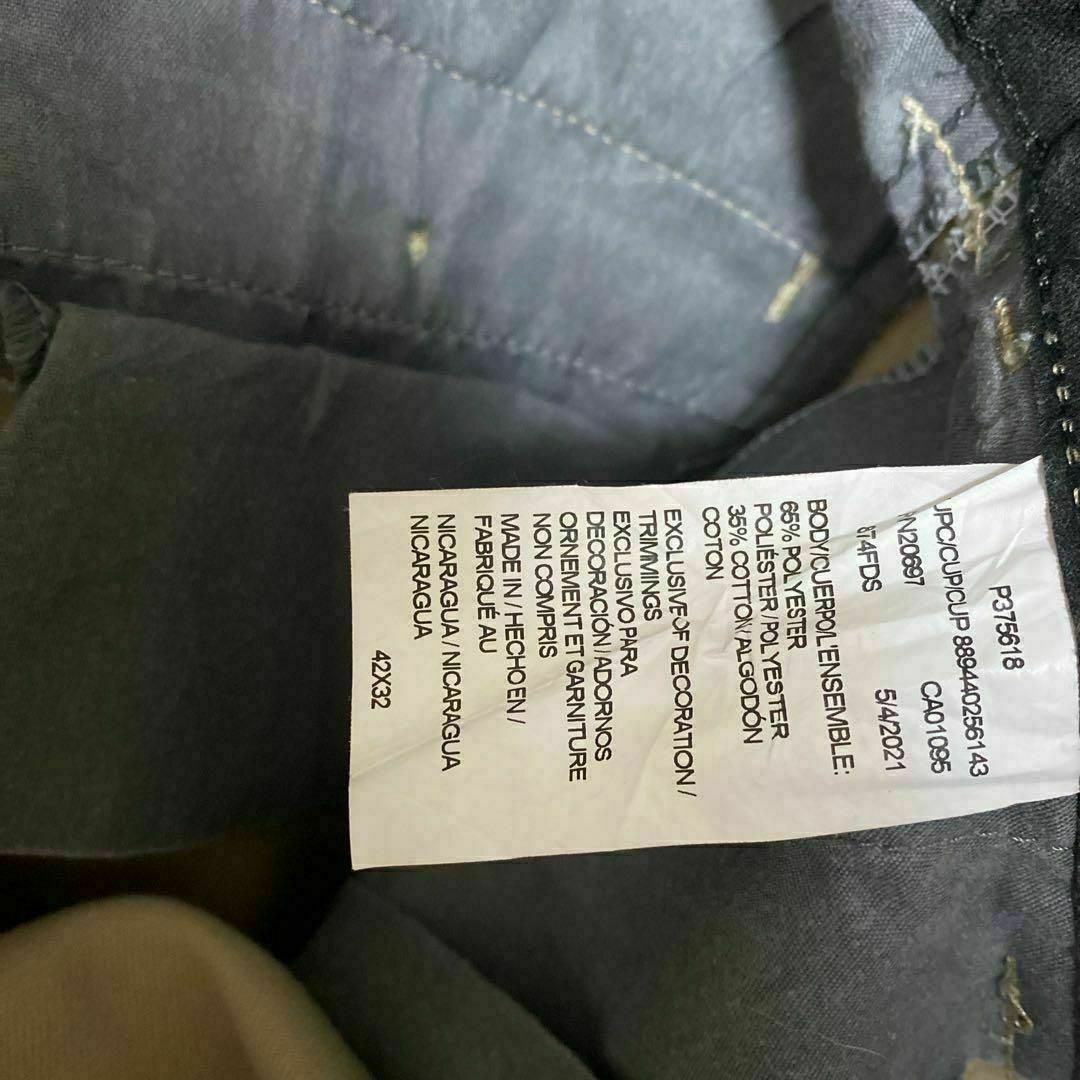 P375618
UPC/CUP/CUP 889440256143
N20697 CA01095
874FDS 5/4/2021
BODY/CUERPO/L'ENSEMBLE:
65% POLYESTER
POLIÉSTER/POLYESTER
35% COTTON/ALGODÓN
COTON
EXCLUSIVE OF DECORATION/
TRIMMINGS
EXCLUSIVO PARA
DECORACIÓN/ADORNOS
ORNEMENT ET GARNITURE
NON COMPRIS
MADE IN/HECHO EN/
FABRIQUÉ AU
NICARAGUA/NICARAGUA
NICARAGUA
42X32